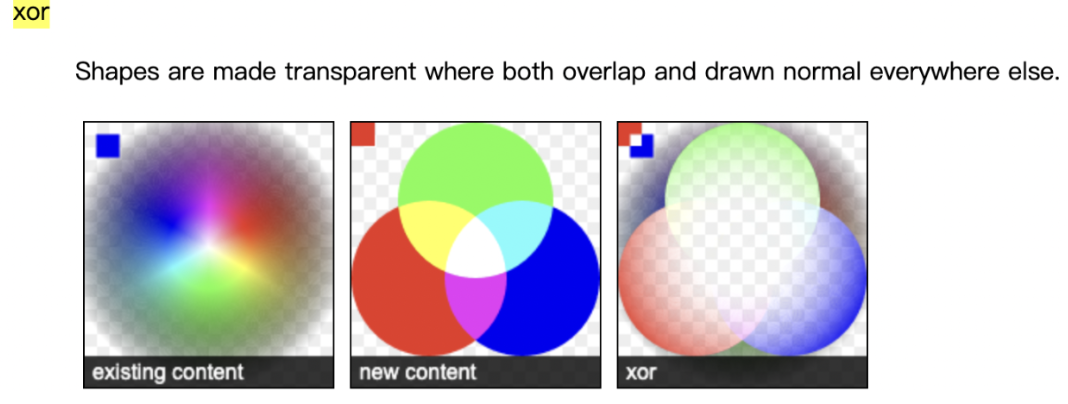 xor
Shapes are made transparent where both overlap and drawn normal everywhere else.
existing content
new content
xor